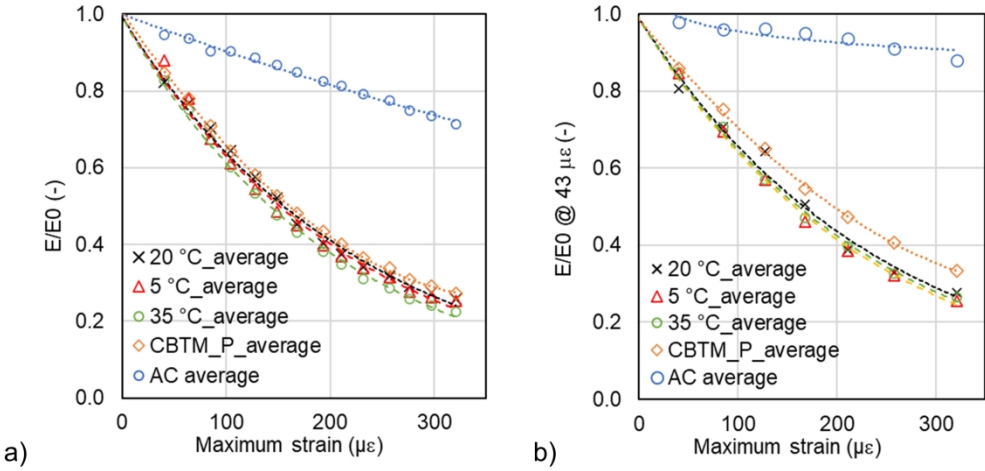 a)
1.0
0.8
0.6
0.4
0.2
0.0
E/E0 (-)
20 °C_average
5 °C_average
35 °C_average
CBTM_P_average
AC average
0 100 200 300
Maximum strain (µε)
b)
1.0
0.8
0.6
0.4
0.2
0.0
E/E0 @ 43 µε (-)
20 °C_average
5 °C_average
35 °C_average
CBTM_P_average
AC average
0 100 200 300
Maximum strain (µε)